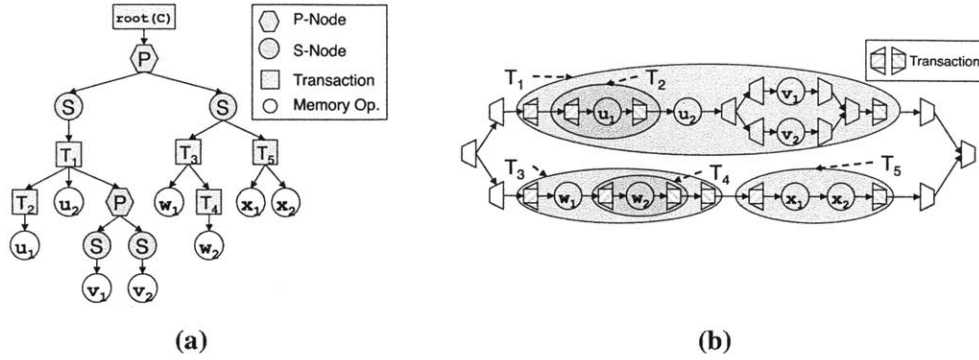 root(C)
P
P-Node
S-Node
Transaction
Memory Op.
S S
T1 T3 T5
T2 u2 P w1 T4 x1 x2
u1 S S w2
v1 v2
(a)
Transaction
T1 T2
u1 u2 v1
v2
T3 T4 T5
w1 w2 x1 x2
(b)